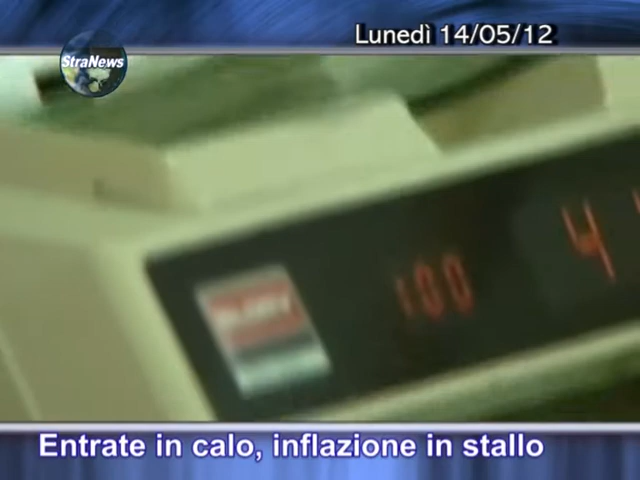 Lunedì 14/05/12
StraNews
100
4
Entrate in calo, inflazione in stallo